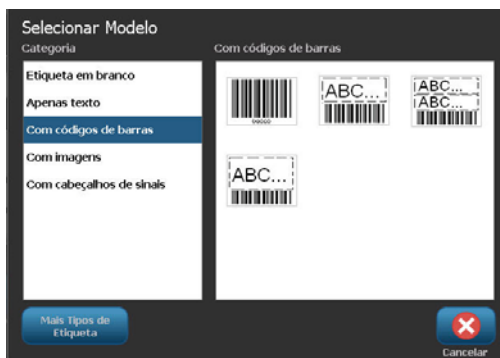 Selecionar Modelo
Categoria
Com códigos de barras
Etiqueta em branco
Apenas texto
Com códigos de barras
Com imagens
Com cabeçalhos de sinais
ABC...
ABC...
ABC...
ABC...
Mais Tipos de
Etiqueta
Cancelar